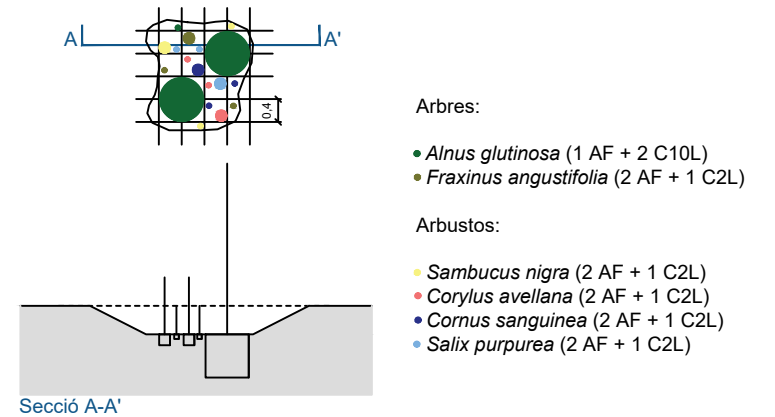 A A'
0,4
Arbres:
Alnus glutinosa (1 AF + 2 C10L)
Fraxinus angustifolia (2 AF + 1 C2L)
Arbustos:
Sambucus nigra (2 AF + 1 C2L)
Corylus avellana (2 AF + 1 C2L)
Cornus sanguinea (2 AF + 1 C2L)
Salix purpurea (2 AF + 1 C2L)
Secció A-A'